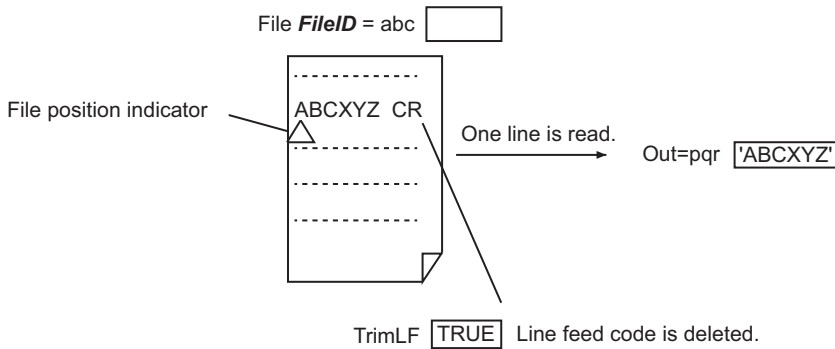 File FileID = abc
File position indicator
ABCXYZ CR
One line is read.
Out=pqr 'ABCXYZ'
TrimLF TRUE Line feed code is deleted.